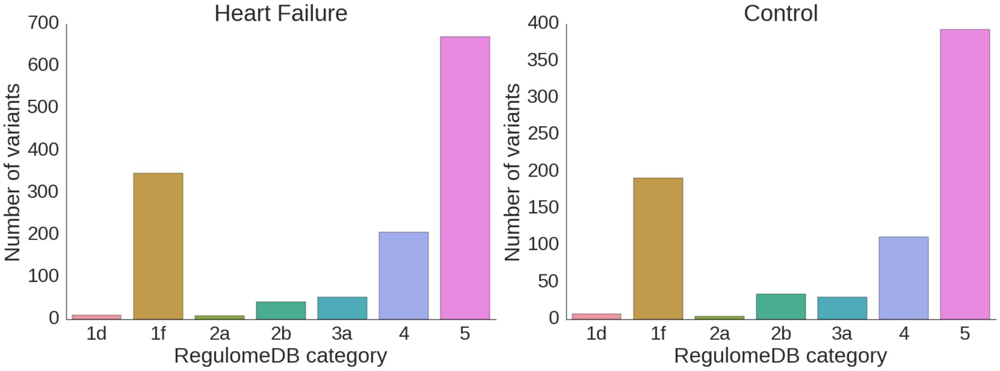 Heart Failure
Number of variants
700
600
500
400
300
200
100
0
1d 1f 2a 2b 3a 4 5
RegulomeDB category
Control
Number of variants
400
350
300
250
200
150
100
50
0
1d 1f 2a 2b 3a 4 5
RegulomeDB category